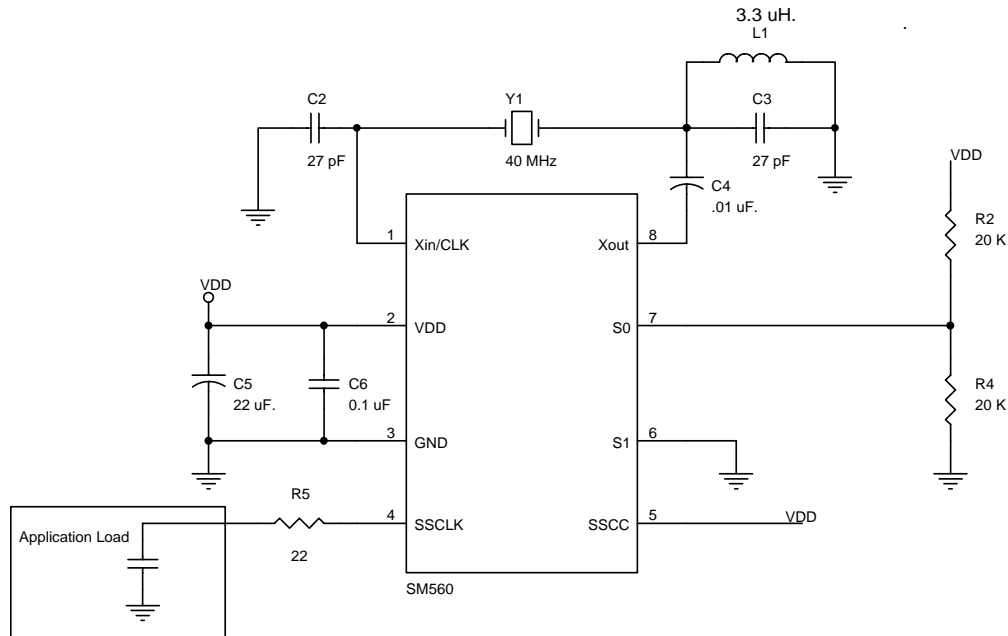 3.3 uH.
L1
.
C2
Y1
C3
27 pF
40 MHz
27 pF
VDD
C4
.01 uF.
R2
20 K
1
Xin/CLK
Xout
8
VDD
2
VDD
S0
7
C5
22 uF.
C6
0.1 uF
R4
20 K
3
GND
S1
6
R5
4
SSCLK
SSCC
5
VDD
Application Load
22
SM560